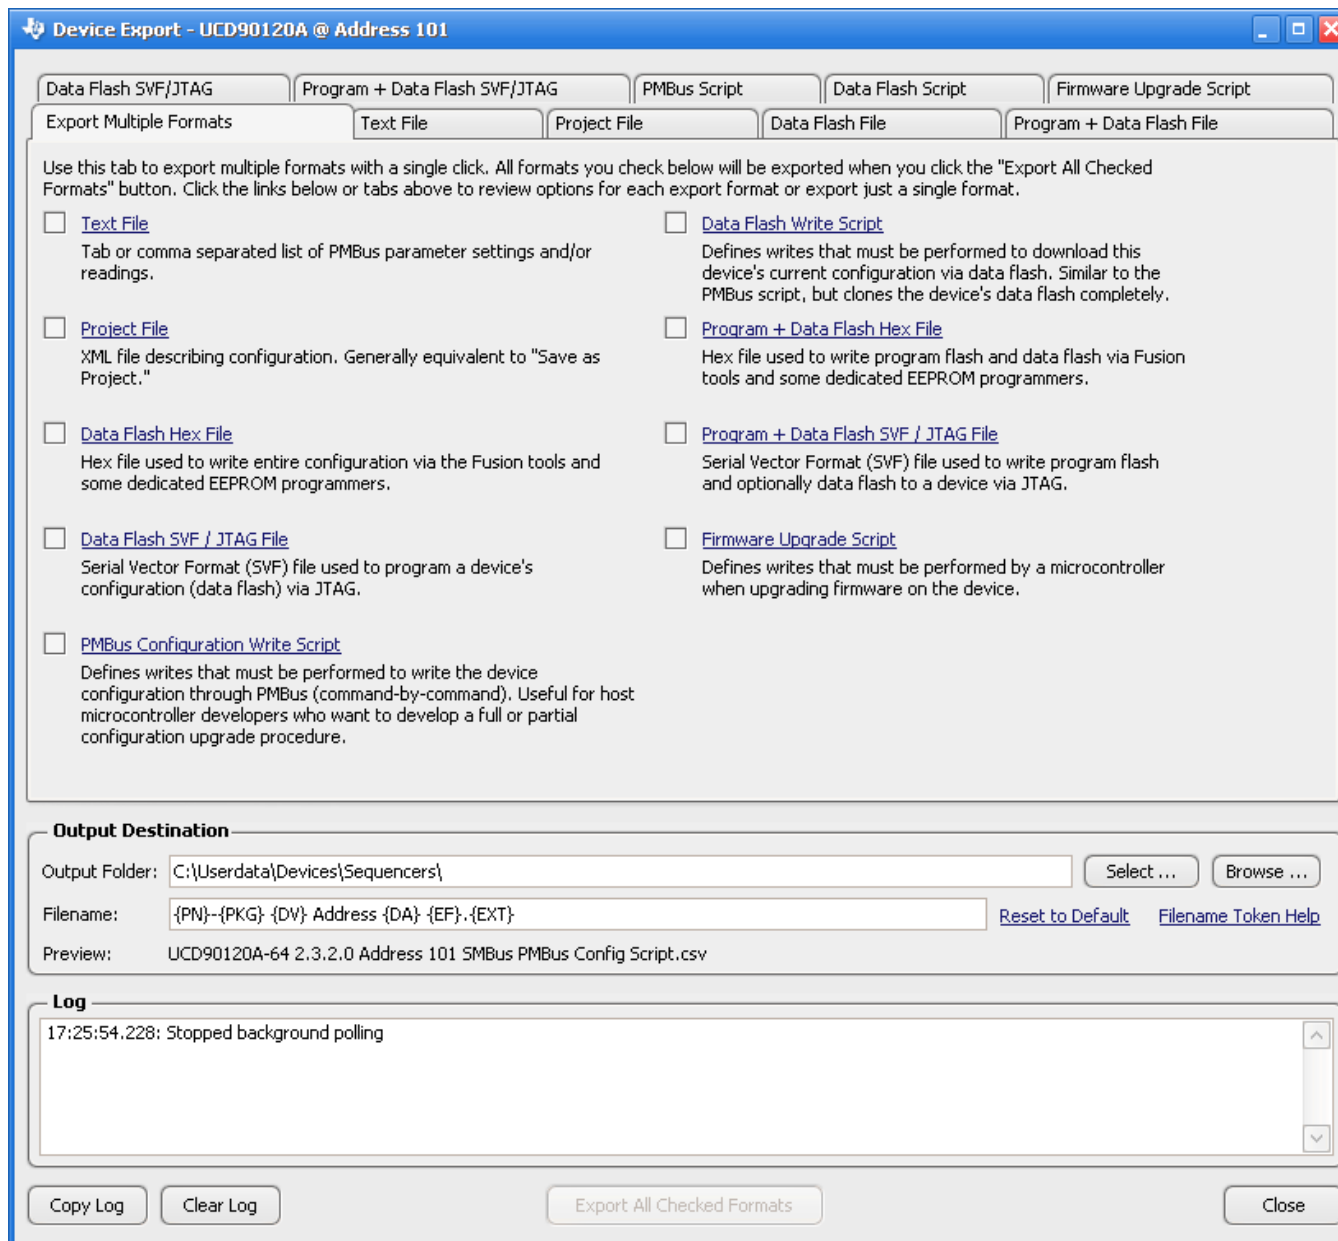 Device Export - UCD90120A @ Address 101
Data Flash SVF/JTAG
Program + Data Flash SVF/JTAG
PMBus Script
Data Flash Script
Firmware Upgrade Script
Export Multiple Formats
Text File
Project File
Data Flash File
Program + Data Flash File
Use this tab to export multiple formats with a single click. All formats you check below will be exported when you click the "Export All Checked
Formats" button. Click the links below or tabs above to review options for each export format or export just a single format.
Text File
Tab or comma separated list of PMBus parameter settings and/or
readings.
Project File
XML file describing configuration. Generally equivalent to "Save as
Project."
Data Flash Hex File
Hex file used to write entire configuration via the Fusion tools and
some dedicated EEPROM programmers.
Data Flash SVF / JTAG File
Serial Vector Format (SVF) file used to program a device's
configuration (data flash) via JTAG.
PMBus Configuration Write Script
Defines writes that must be performed to write the device
configuration through PMBus (command-by-command). Useful for host
microcontroller developers who want to develop a full or partial
configuration upgrade procedure.
Data Flash Write Script
Defines writes that must be performed to download this
device's current configuration via data flash. Similar to the
PMBus script, but clones the device's data flash completely.
Program + Data Flash Hex File
Hex file used to write program flash and data flash via Fusion
tools and some dedicated EEPROM programmers.
Program + Data Flash SVF / JTAG File
Serial Vector Format (SVF) file used to write program flash
and optionally data flash to a device via JTAG.
Firmware Upgrade Script
Defines writes that must be performed by a microcontroller
when upgrading firmware on the device.
Output Destination
Output Folder: C:\Userdata\Devices\Sequencers\ Select ... Browse ...
Filename: {PN}-{PKG} {DV} Address {DA} {EF}.{EXT} Reset to Default Filename Token Help
Preview: UCD90120A-64 2.3.2.0 Address 101 SMBus PMBus Config Script.csv
Log
17:25:54.228: Stopped background polling
Copy Log Clear Log Export All Checked Formats Close